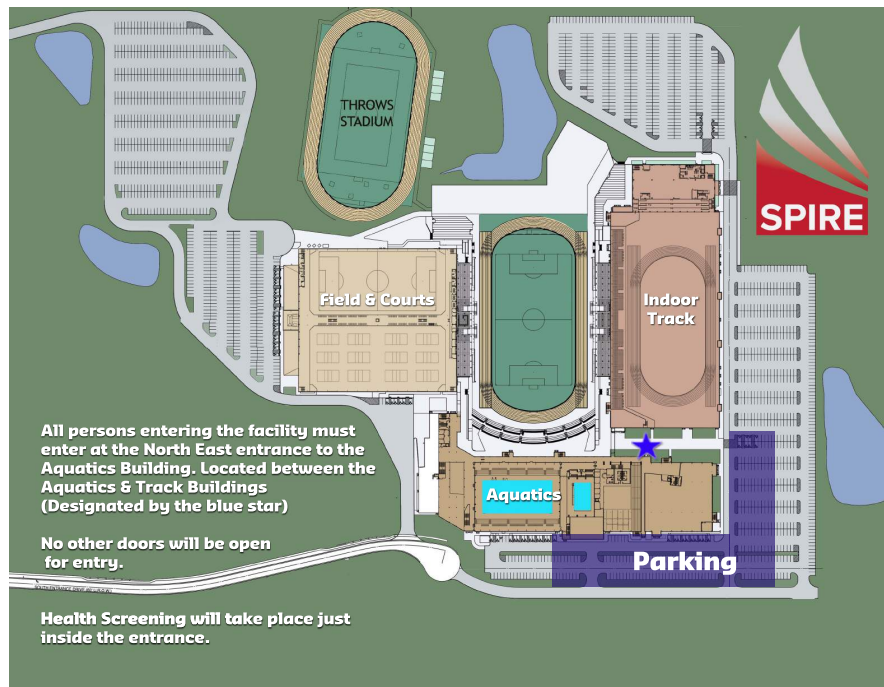 THROWS
STADIUM
SPIRE
Field & Courts
Indoor
Track
All persons entering the facility must
enter at the North East entrance to the
Aquatics Building. Located between the
Aquatics & Track Buildings
(Designated by the blue star)
Aquatics
No other doors will be open
for entry.
Parking
Health Screening will take place just
inside the entrance.